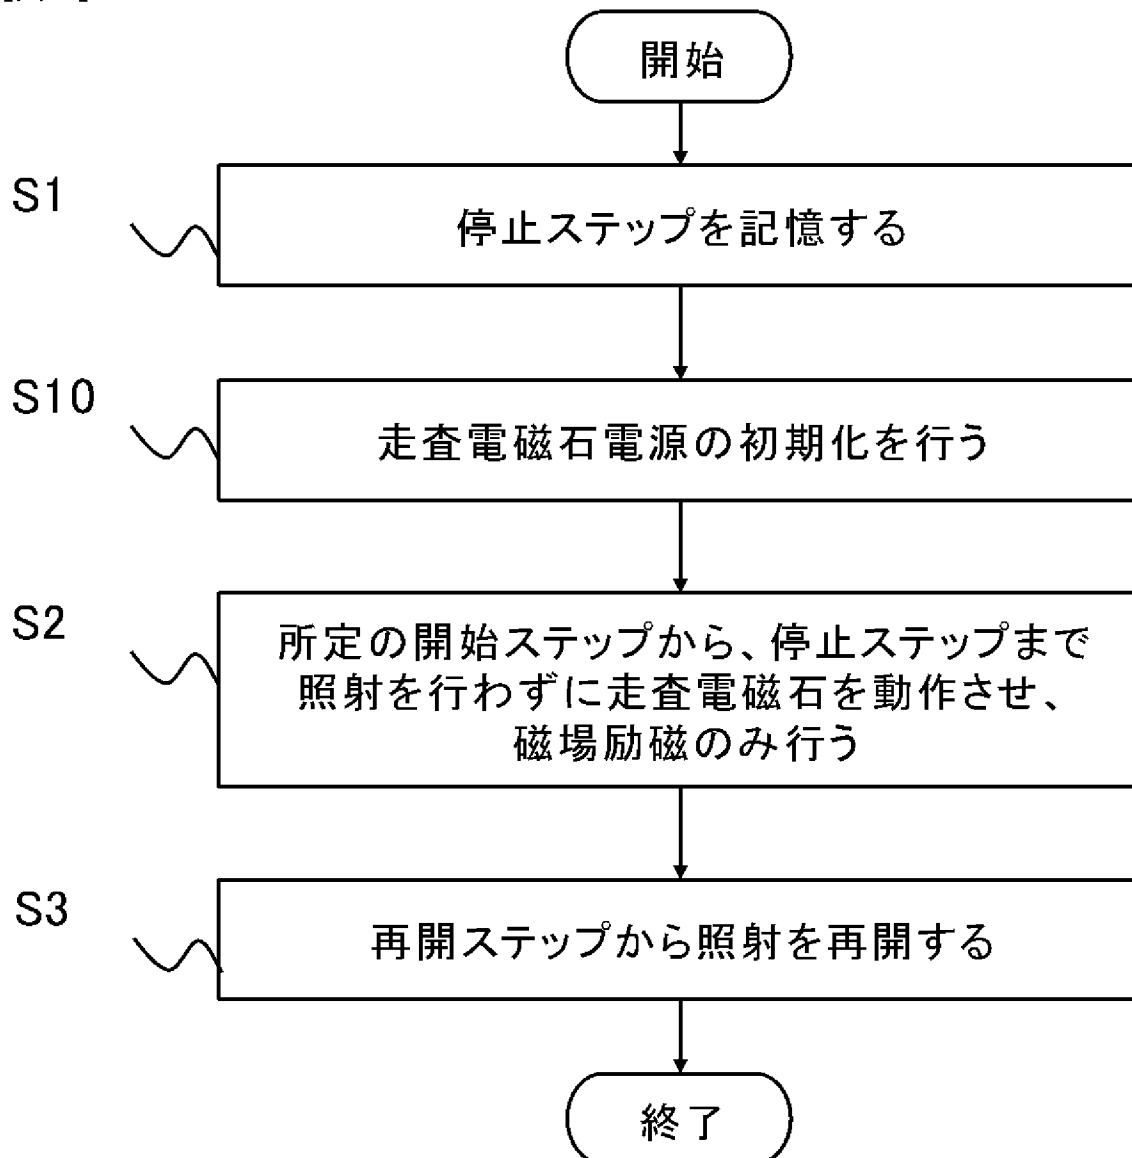 開始
S1
停止ステップを記憶する
S10
走査電磁石電源の初期化を行う
S2
所定の開始ステップから、停止ステップまで
照射を行わずに走査電磁石を動作させ、
磁場励磁のみ行う
S3
再開ステップから照射を再開する
終了